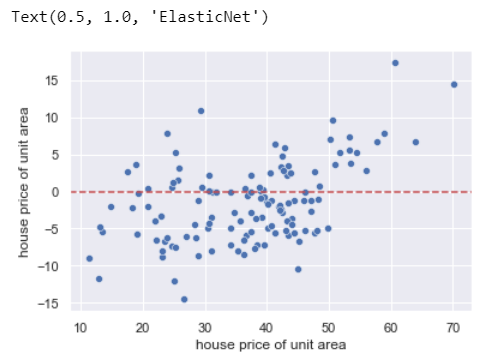 Text(0.5, 1.0, 'ElasticNet')
15
10
5
0
−5
−10
−15
house price of unit area
10 20 30 40 50 60 70
house price of unit area